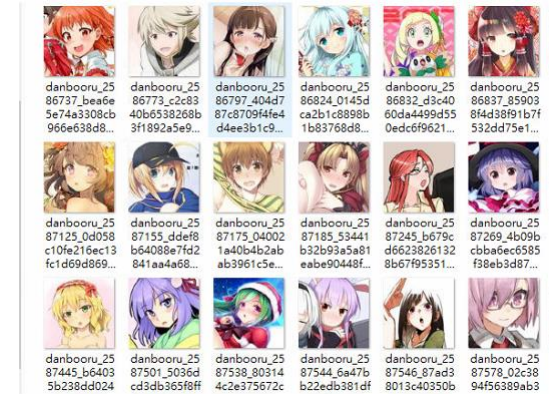 danbooru_25
86737_bea6e
5e74a3308cb
966e638d8...
danbooru_25
86773_c2c83
40b6538268b
3f1892a5e9...
danbooru_25
86797_404d7
87c8709f4fe4
d4ee3b1c9...
danbooru_25
86824_0145d
ca2b1c8898b
1b83768d8...
danbooru_25
86832_d3c40
60da4499d55
0edc6f9621...
danbooru_25
86837_85903
8f4d38f91b7f
532dd75e1...
danbooru_25
87125_0d058
c10fe216ec13
fc1d69d869...
danbooru_25
87155_ddef8
b64088e7fd2
841aa4a68...
danbooru_25
87175_04002
1a40b4b2ab
ab3961c5e...
danbooru_25
87185_53441
b32b93a5a81
eabe90448f...
danbooru_25
87245_b679c
d6623826132
8b67f95351...
danbooru_25
87269_4b09b
cbba6ec6585
f38eb3d87...
danbooru_25
87445_b6403
5b238dd024
danbooru_25
87501_5036d
cd3db365f8ff
danbooru_25
87538_80314
4c2e375672c
danbooru_25
87544_6a47b
b22edb381df
danbooru_25
87546_87ad3
8013c40350b
danbooru_25
87578_02c38
94f56389ab3